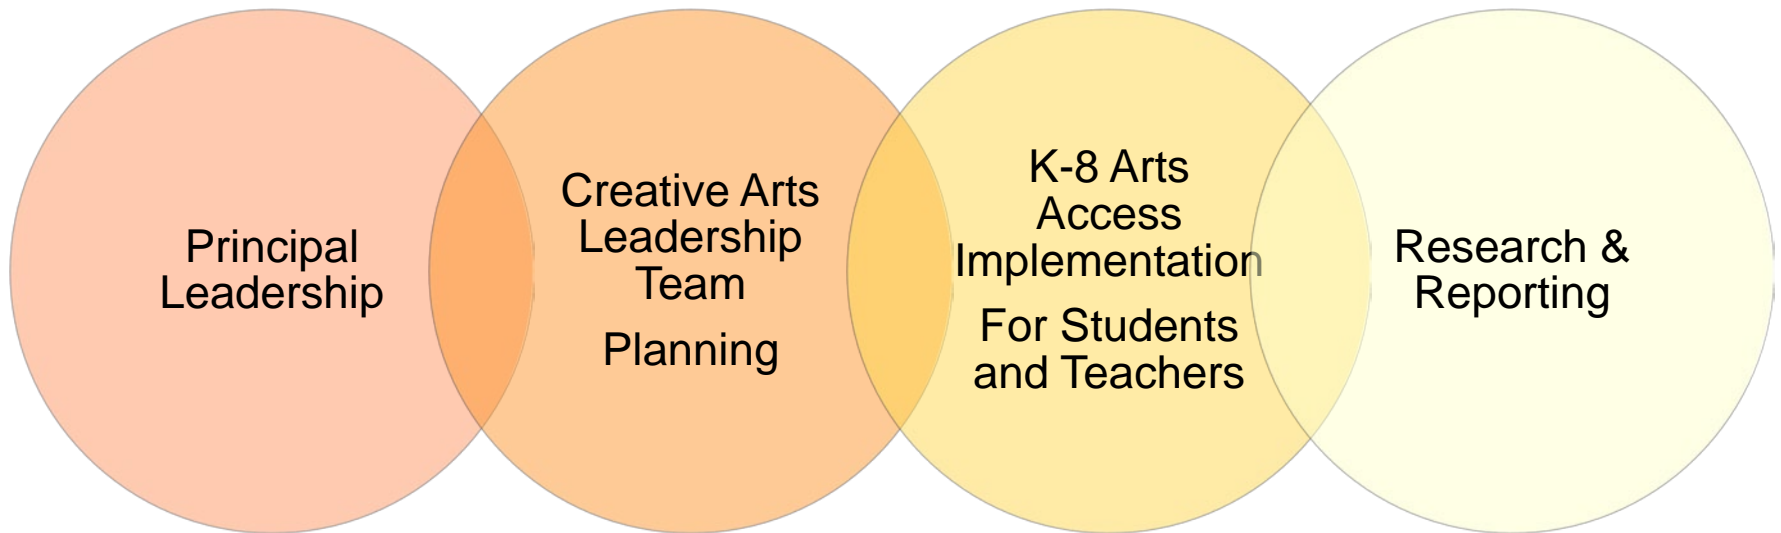 Principal
Leadership
Creative Arts
Leadership
Team
Planning
K-8 Arts
Access
Implementation
For Students
and Teachers
Research &
Reporting